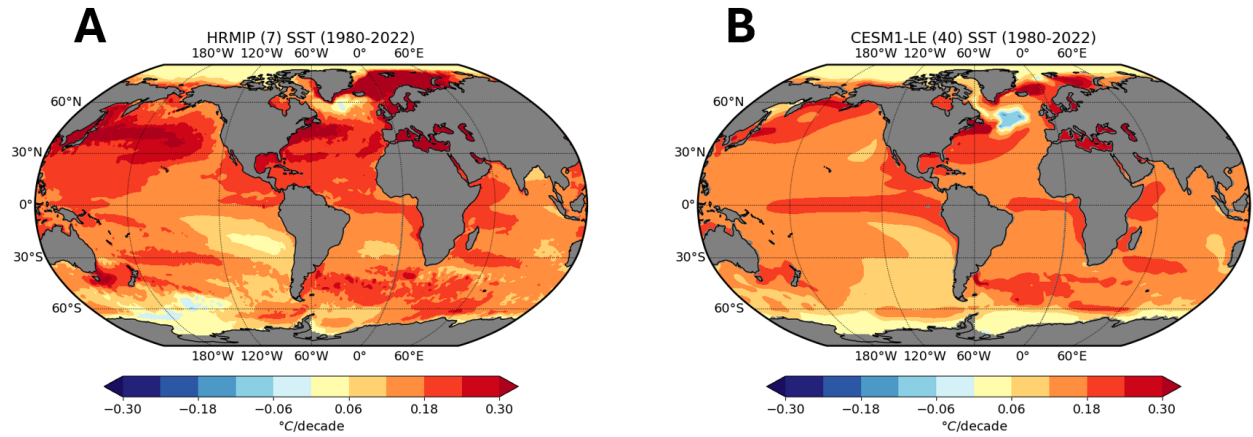 A
HRMIP (7) SST (1980-2022)
180°W 120°W 60°W 0° 60°E
60°N
30°N
0°
30°S
60°S
180°W 120°W 60°W 0° 60°E
−0.30 −0.18 −0.06 0.06 0.18 0.30
°C/decade
B
CESM1-LE (40) SST (1980-2022)
180°W 120°W 60°W 0° 60°E
60°N
30°N
0°
30°S
60°S
180°W 120°W 60°W 0° 60°E
−0.30 −0.18 −0.06 0.06 0.18 0.30
°C/decade